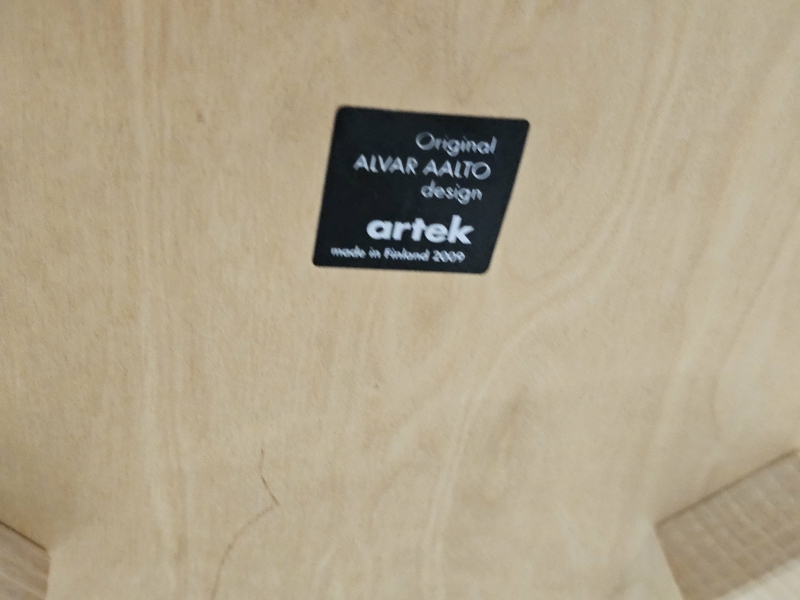 Original
ALVAR AALTO
design
artek
made in Finland 2009